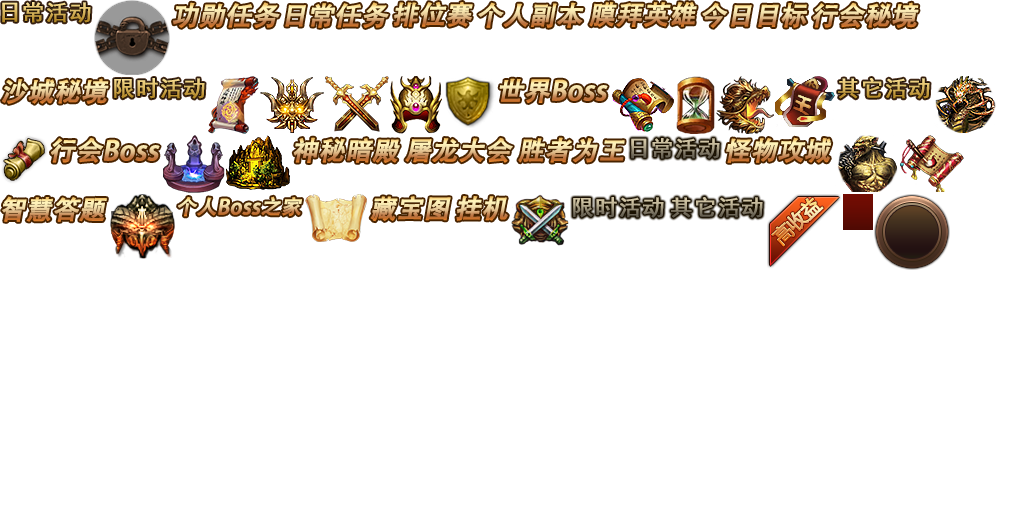 日常活动 功勋任务 日常任务 排位赛 个人副本 膜拜英雄 今日目标 行会秘境
沙城秘境 限时活动 世界Boss 王 其它活动
行会Boss 神秘暗殿 屠龙大会 胜者为王 日常活动 怪物攻城
智慧答题 个人Boss之家 藏宝图 挂机 限时活动 其它活动 高收益